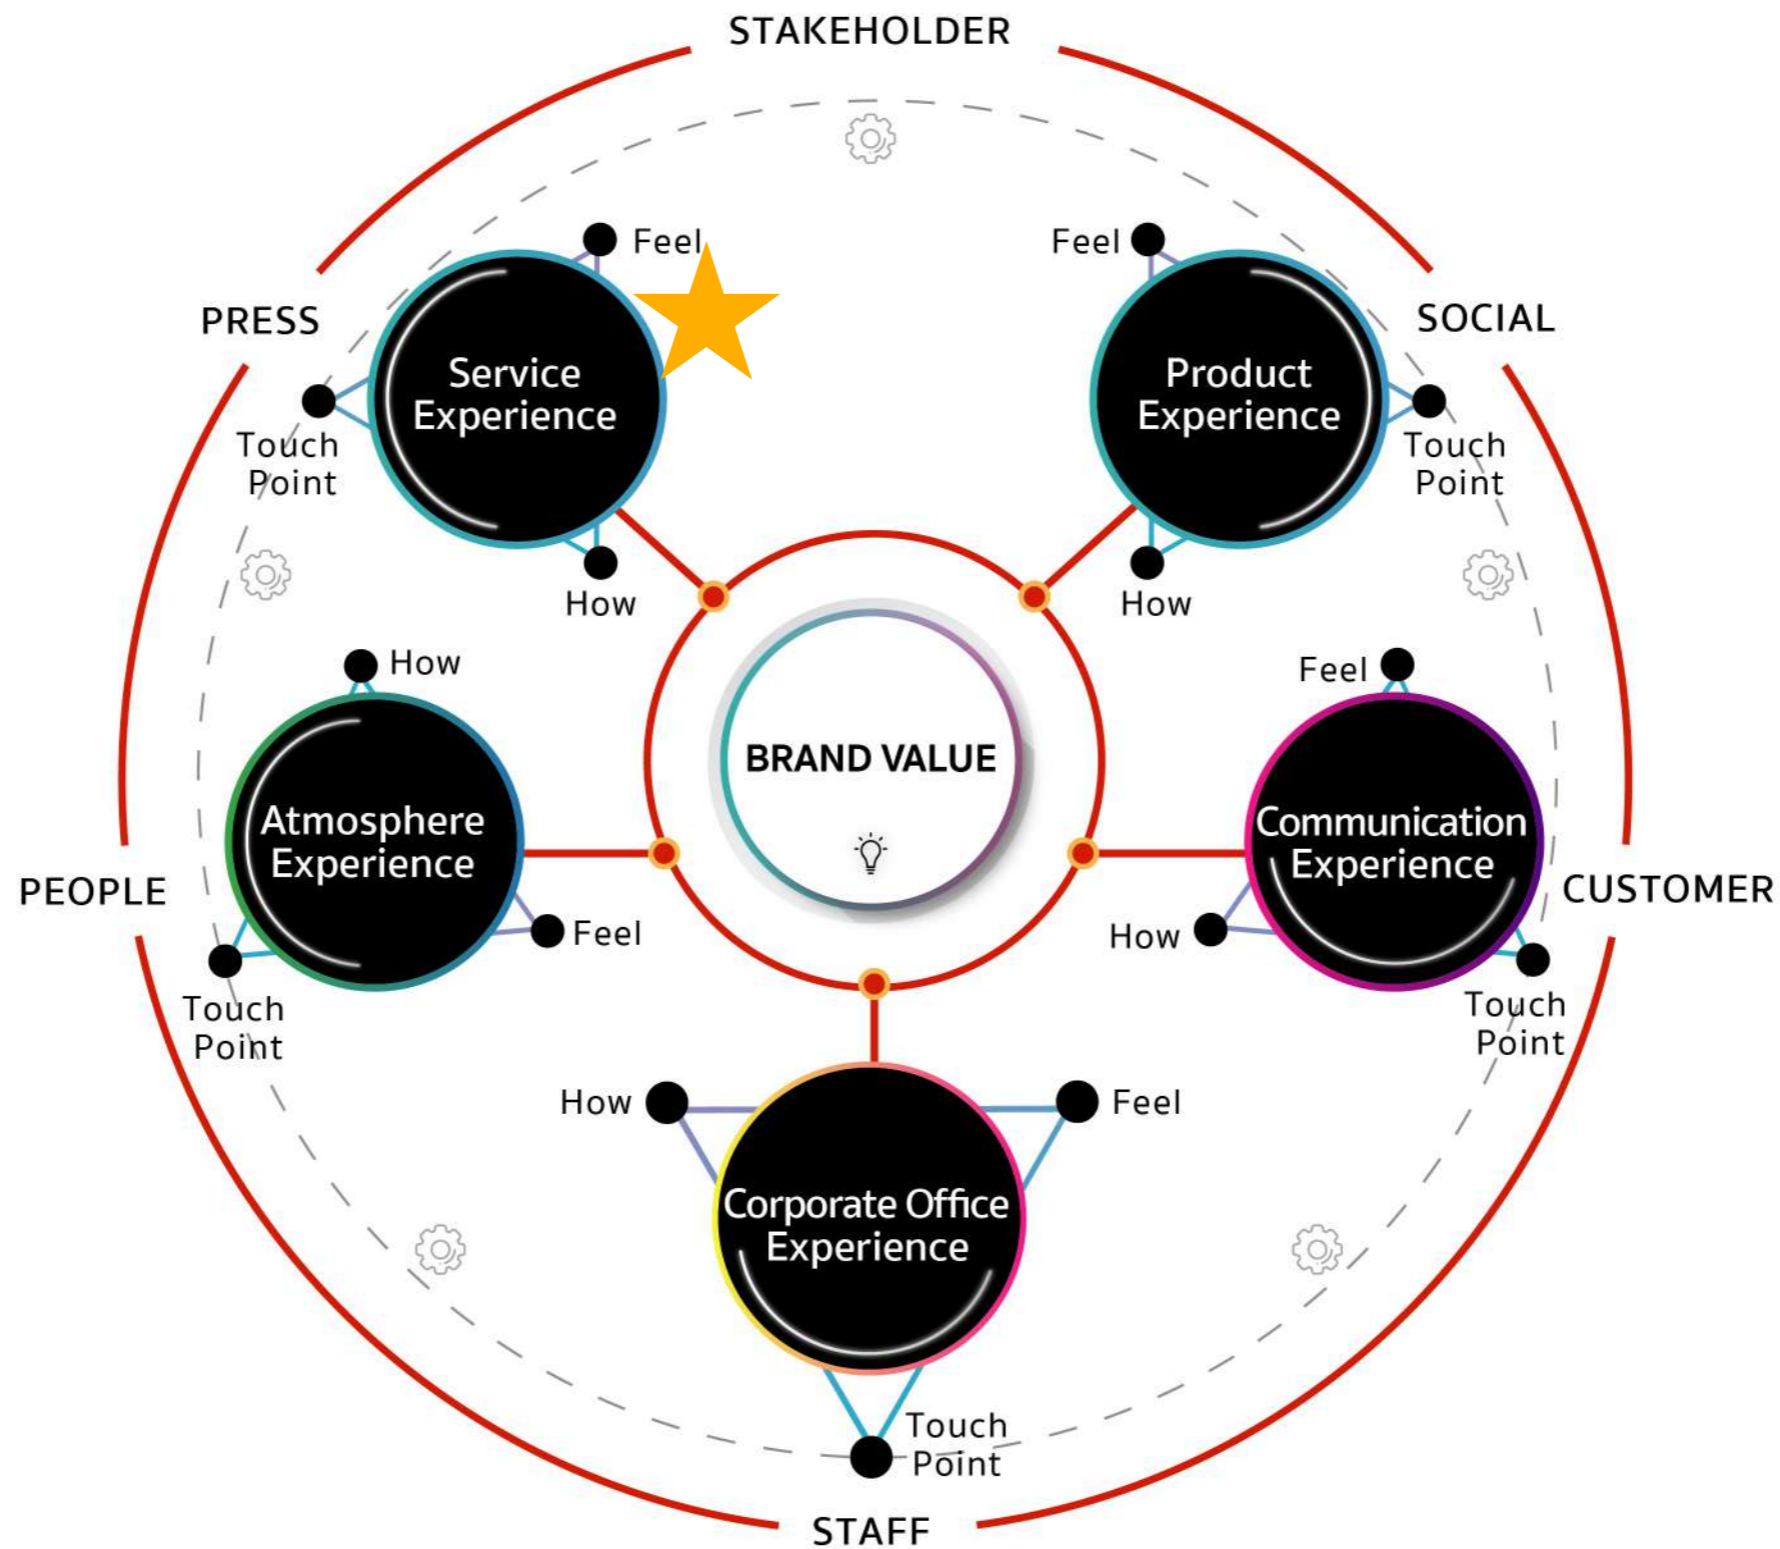 STAKEHOLDER
Feel
Feel
PRESS
SOCIAL
Service
Experience
Product
Experience
Touch
Point
Touch
Point
How
How
How
Feel
BRAND VALUE
Atmosphere
Experience
Communication
Experience
PEOPLE
CUSTOMER
Feel
How
Touch
Point
Touch
Point
How
Feel
Corporate Office
Experience
Touch
Point
STAFF